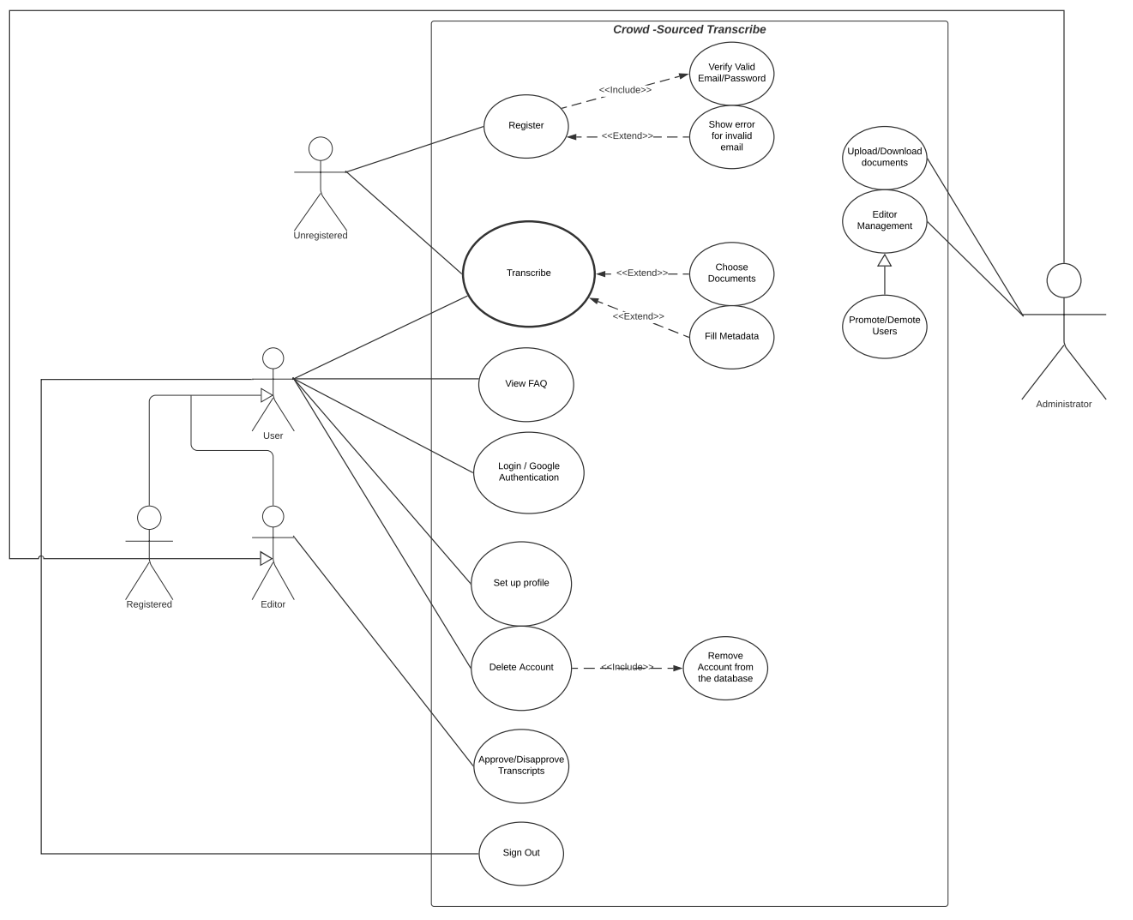 Crowd -Sourced Transcribe
Verify Valid
Email/Password
<<Include>>
Register
<<Extend>>
Show error
for invalid
email
Upload/Download
documents
Unregistered
Editor
Management
Transcribe
<<Extend>>
Choose
Documents
<<Extend>>
Fill Metadata
Promote/Demote
Users
Administrator
View FAQ
User
Login / Google
Authentication
Set up profile
Registered
Editor
Delete Account
<<Include>>
Remove
Account from
the database
Approve/Disapprove
Transcripts
Sign Out